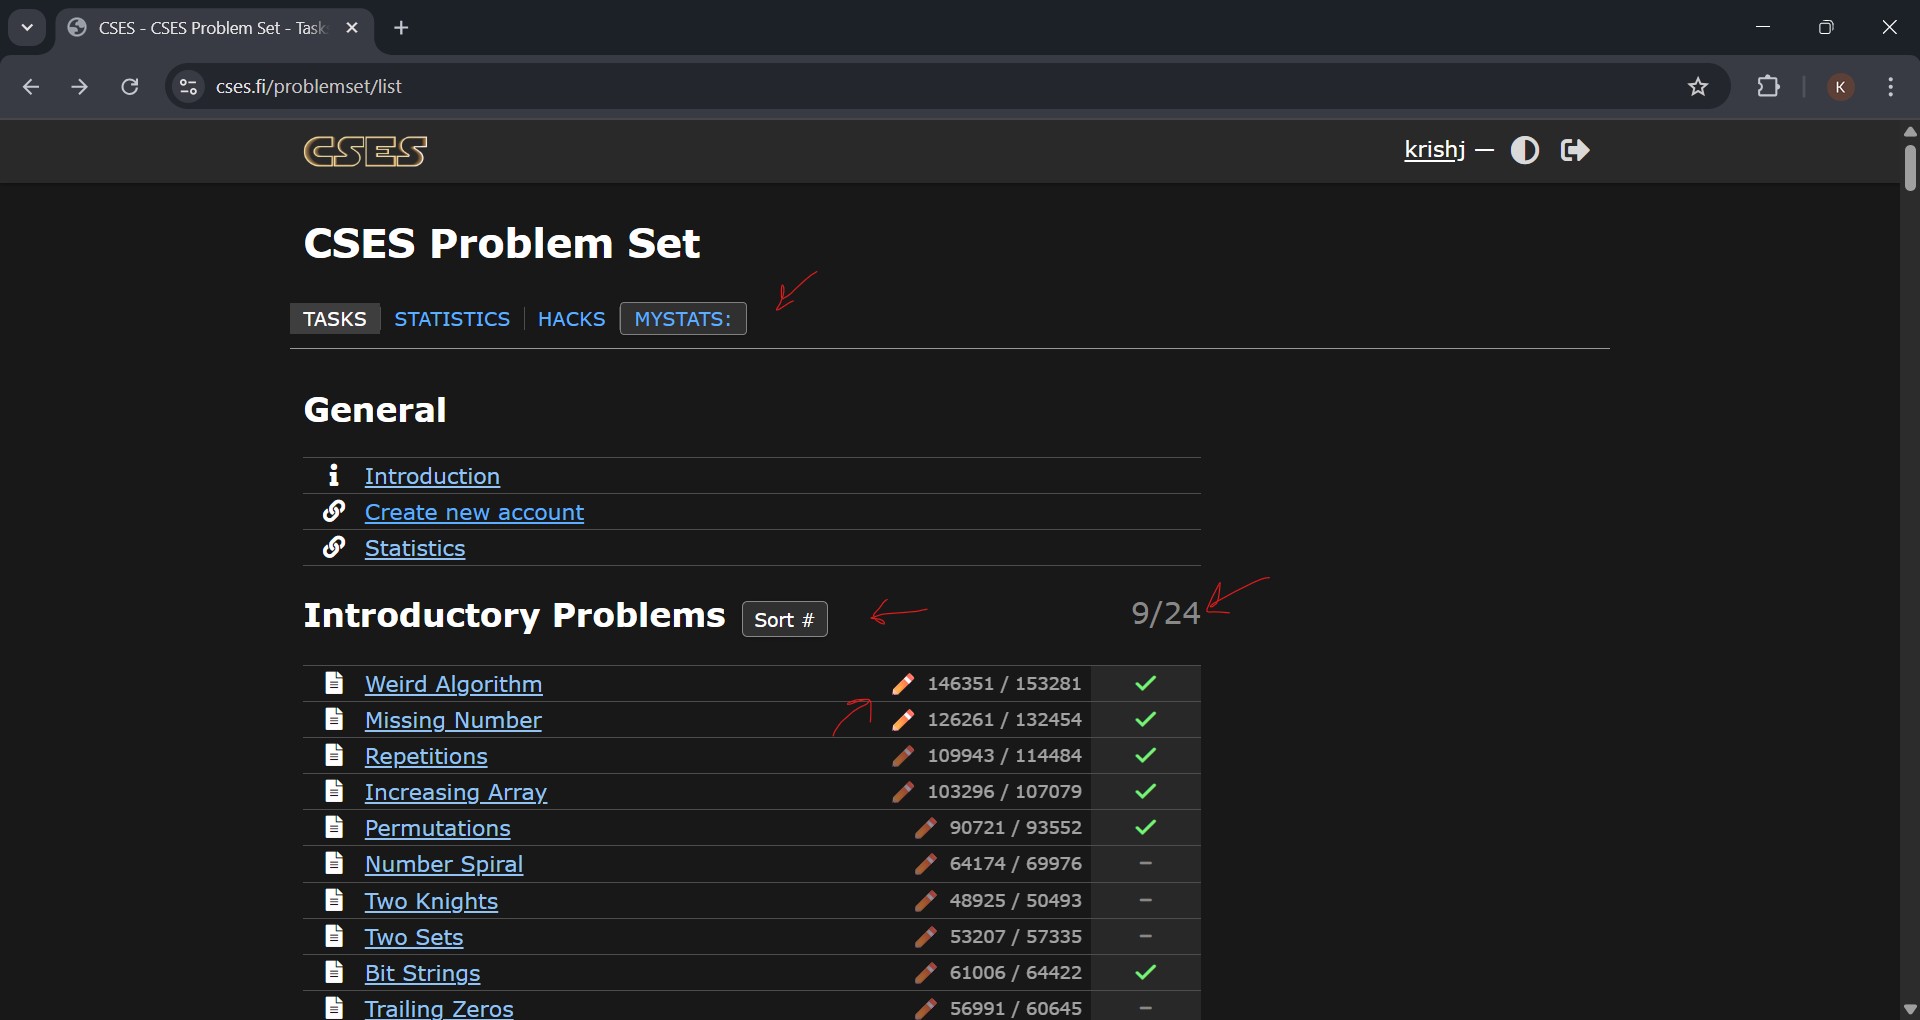 CSES - CSES Problem Set - Task
cses.fi/problemset/list
K
CSES
krishj —
CSES Problem Set
TASKS STATISTICS HACKS MYSTATS:
General
Introduction
Create new account
Statistics
Introductory Problems Sort # 9/24
Weird Algorithm 146351 / 153281
Missing Number 126261 / 132454
Repetitions 109943 / 114484
Increasing Array 103296 / 107079
Permutations 90721 / 93552
Number Spiral 64174 / 69976 –
Two Knights 48925 / 50493 –
Two Sets 53207 / 57335 –
Bit Strings 61006 / 64422
Trailing Zeros 56991 / 60645 –